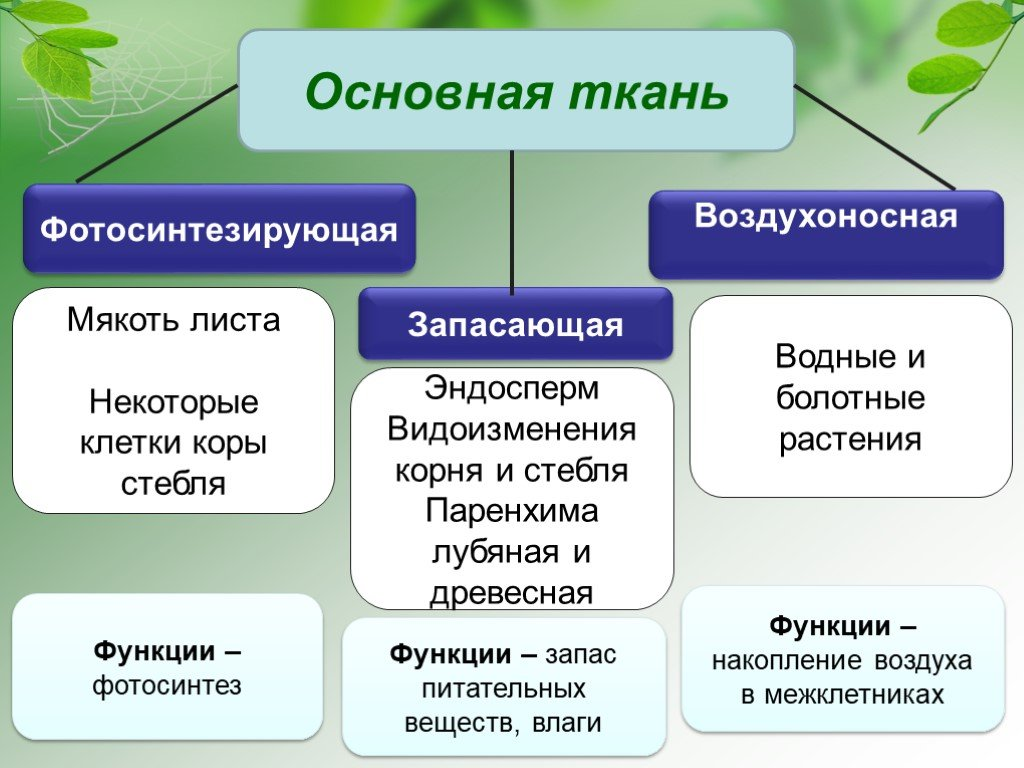 Основная ткань
Фотосинтезирующая
Мякоть листа
Некоторые
клетки коры
стебля
Функции –
фотосинтез
Запасающая
Эндосперм
Видоизменения
корня и стебля
Паренхима
лубяная и
древесная
Функции – запас
питательных
веществ, влаги
Воздухоносная
Водные и
болотные
растения
Функции –
накопление воздуха
в межклетниках